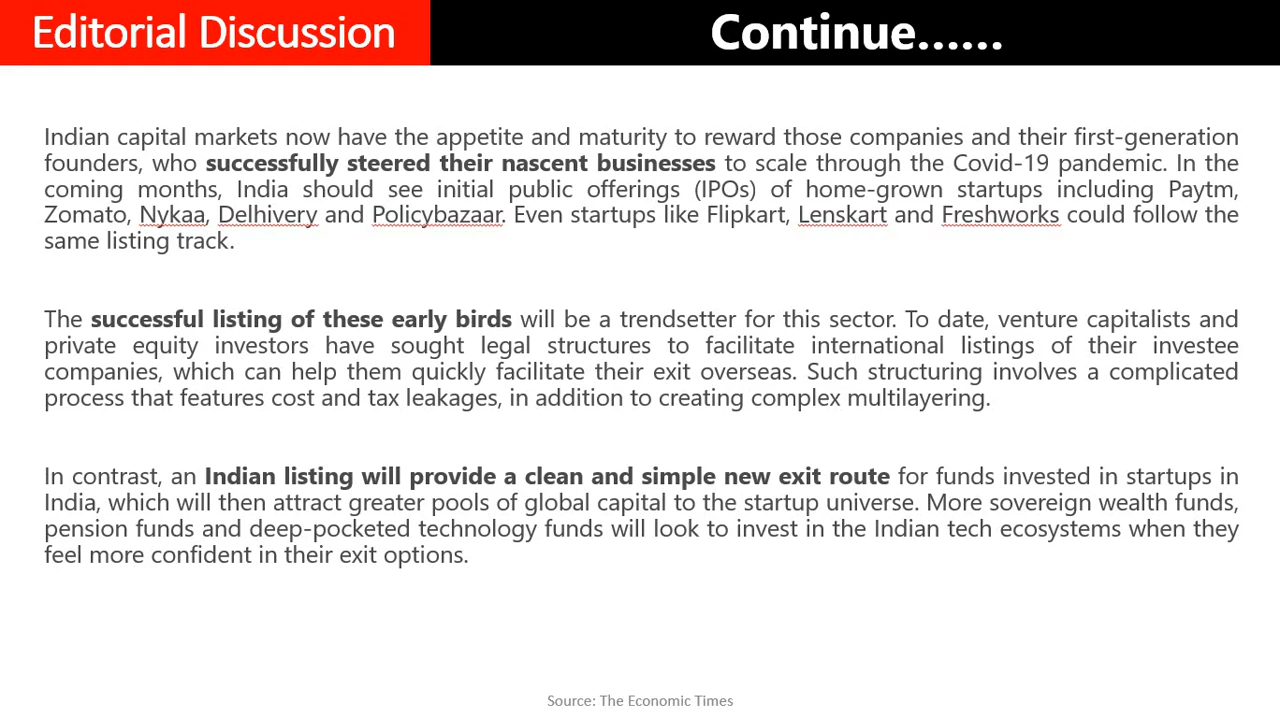 Editorial Discussion
Continue......
Indian capital markets now have the appetite and maturity to reward those companies and their first-generation
founders, who successfully steered their nascent businesses to scale through the Covid-19 pandemic. In the
coming months, India should see initial public offerings (IPOs) of home-grown startups including Paytm,
Zomato, Nykaa, Delhivery and Policybazaar. Even startups like Flipkart, Lenskart and Freshworks could follow the
same listing track.
The successful listing of these early birds will be a trendsetter for this sector. To date, venture capitalists and
private equity investors have sought legal structures to facilitate international listings of their investee
companies, which can help them quickly facilitate their exit overseas. Such structuring involves a complicated
process that features cost and tax leakages, in addition to creating complex multilayering.
In contrast, an Indian listing will provide a clean and simple new exit route for funds invested in startups in
India, which will then attract greater pools of global capital to the startup universe. More sovereign wealth funds,
pension funds and deep-pocketed technology funds will look to invest in the Indian tech ecosystems when they
feel more confident in their exit options.
Source: The Economic Times